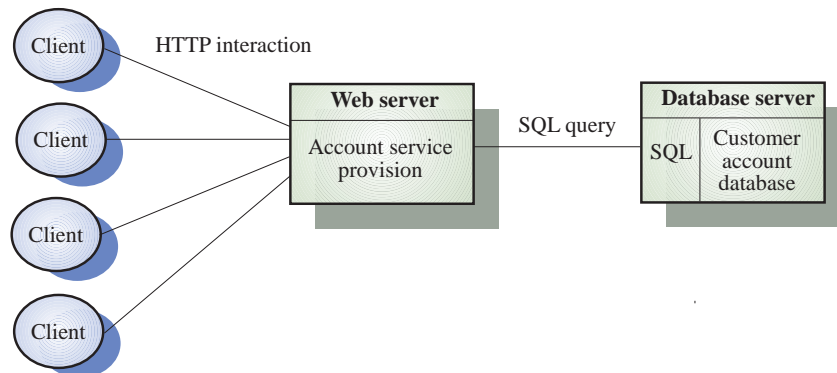 Client
HTTP interaction
Client
Client
Client
Web server
Account service
provision
SQL query
Database server
SQL
Customer
account
database